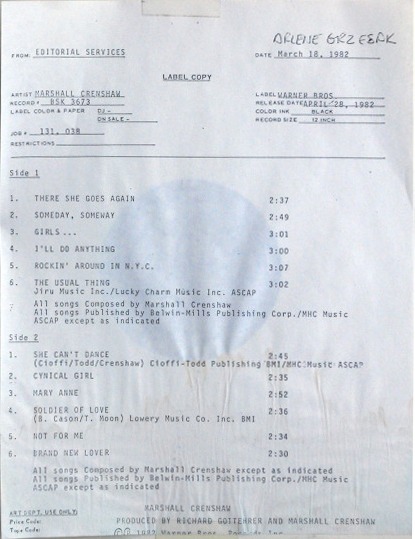 ARLENE GRZESZAK
FROM: EDITORIAL SERVICES DATE March 18, 1982
LABEL COPY
ARTIST MARSHALL CRENSHAW LABEL WARNER BROS
RECORD # BSK 3673 RELEASE DATE APRIL 28, 1982
LABEL COLOR & PAPER DJ - COLOR INK BLACK
ON SALE - RECORD SIZE 12 INCH
JOB # 131, 038
RESTRICTIONS
Side 1
1. THERE SHE GOES AGAIN 2:37
2. SOMEDAY, SOMEWAY 2:49
3. GIRLS... 3:01
4. I'LL DO ANYTHING 3:00
5. ROCKIN' AROUND IN N.Y.C. 3:07
6. THE USUAL THING 3:02
Jiru Music Inc./Lucky Charm Music Inc. ASCAP
All songs Composed by Marshall Crenshaw
All songs Published by Belwin-Mills Publishing Corp./MHC Music
ASCAP except as indicated
Side 2
1. SHE CAN'T DANCE 2:45
(Cioffi/Todd/Crenshaw) Cioffi-Todd Publishing BMI/MHC Music ASCAP
2. CYNICAL GIRL 2:35
3. MARY ANNE 2:52
4. SOLDIER OF LOVE 2:36
(B. Cason/T. Moon) Lowery Music Co. Inc. BMI
5. NOT FOR ME 2:34
6. BRAND NEW LOVER 2:30
All songs Composed by Marshall Crenshaw except as indicated
All songs Published by Belwin-Mills Publishing Corp./MHC Music
ASCAP except as indicated
ART DEPT. USE ONLY: MARSHALL CRENSHAW
Price Code: PRODUCED BY RICHARD GOTTEHRER AND MARSHALL CRENSHAW
Tape Code: 1982 Warner Bros. Records Inc.